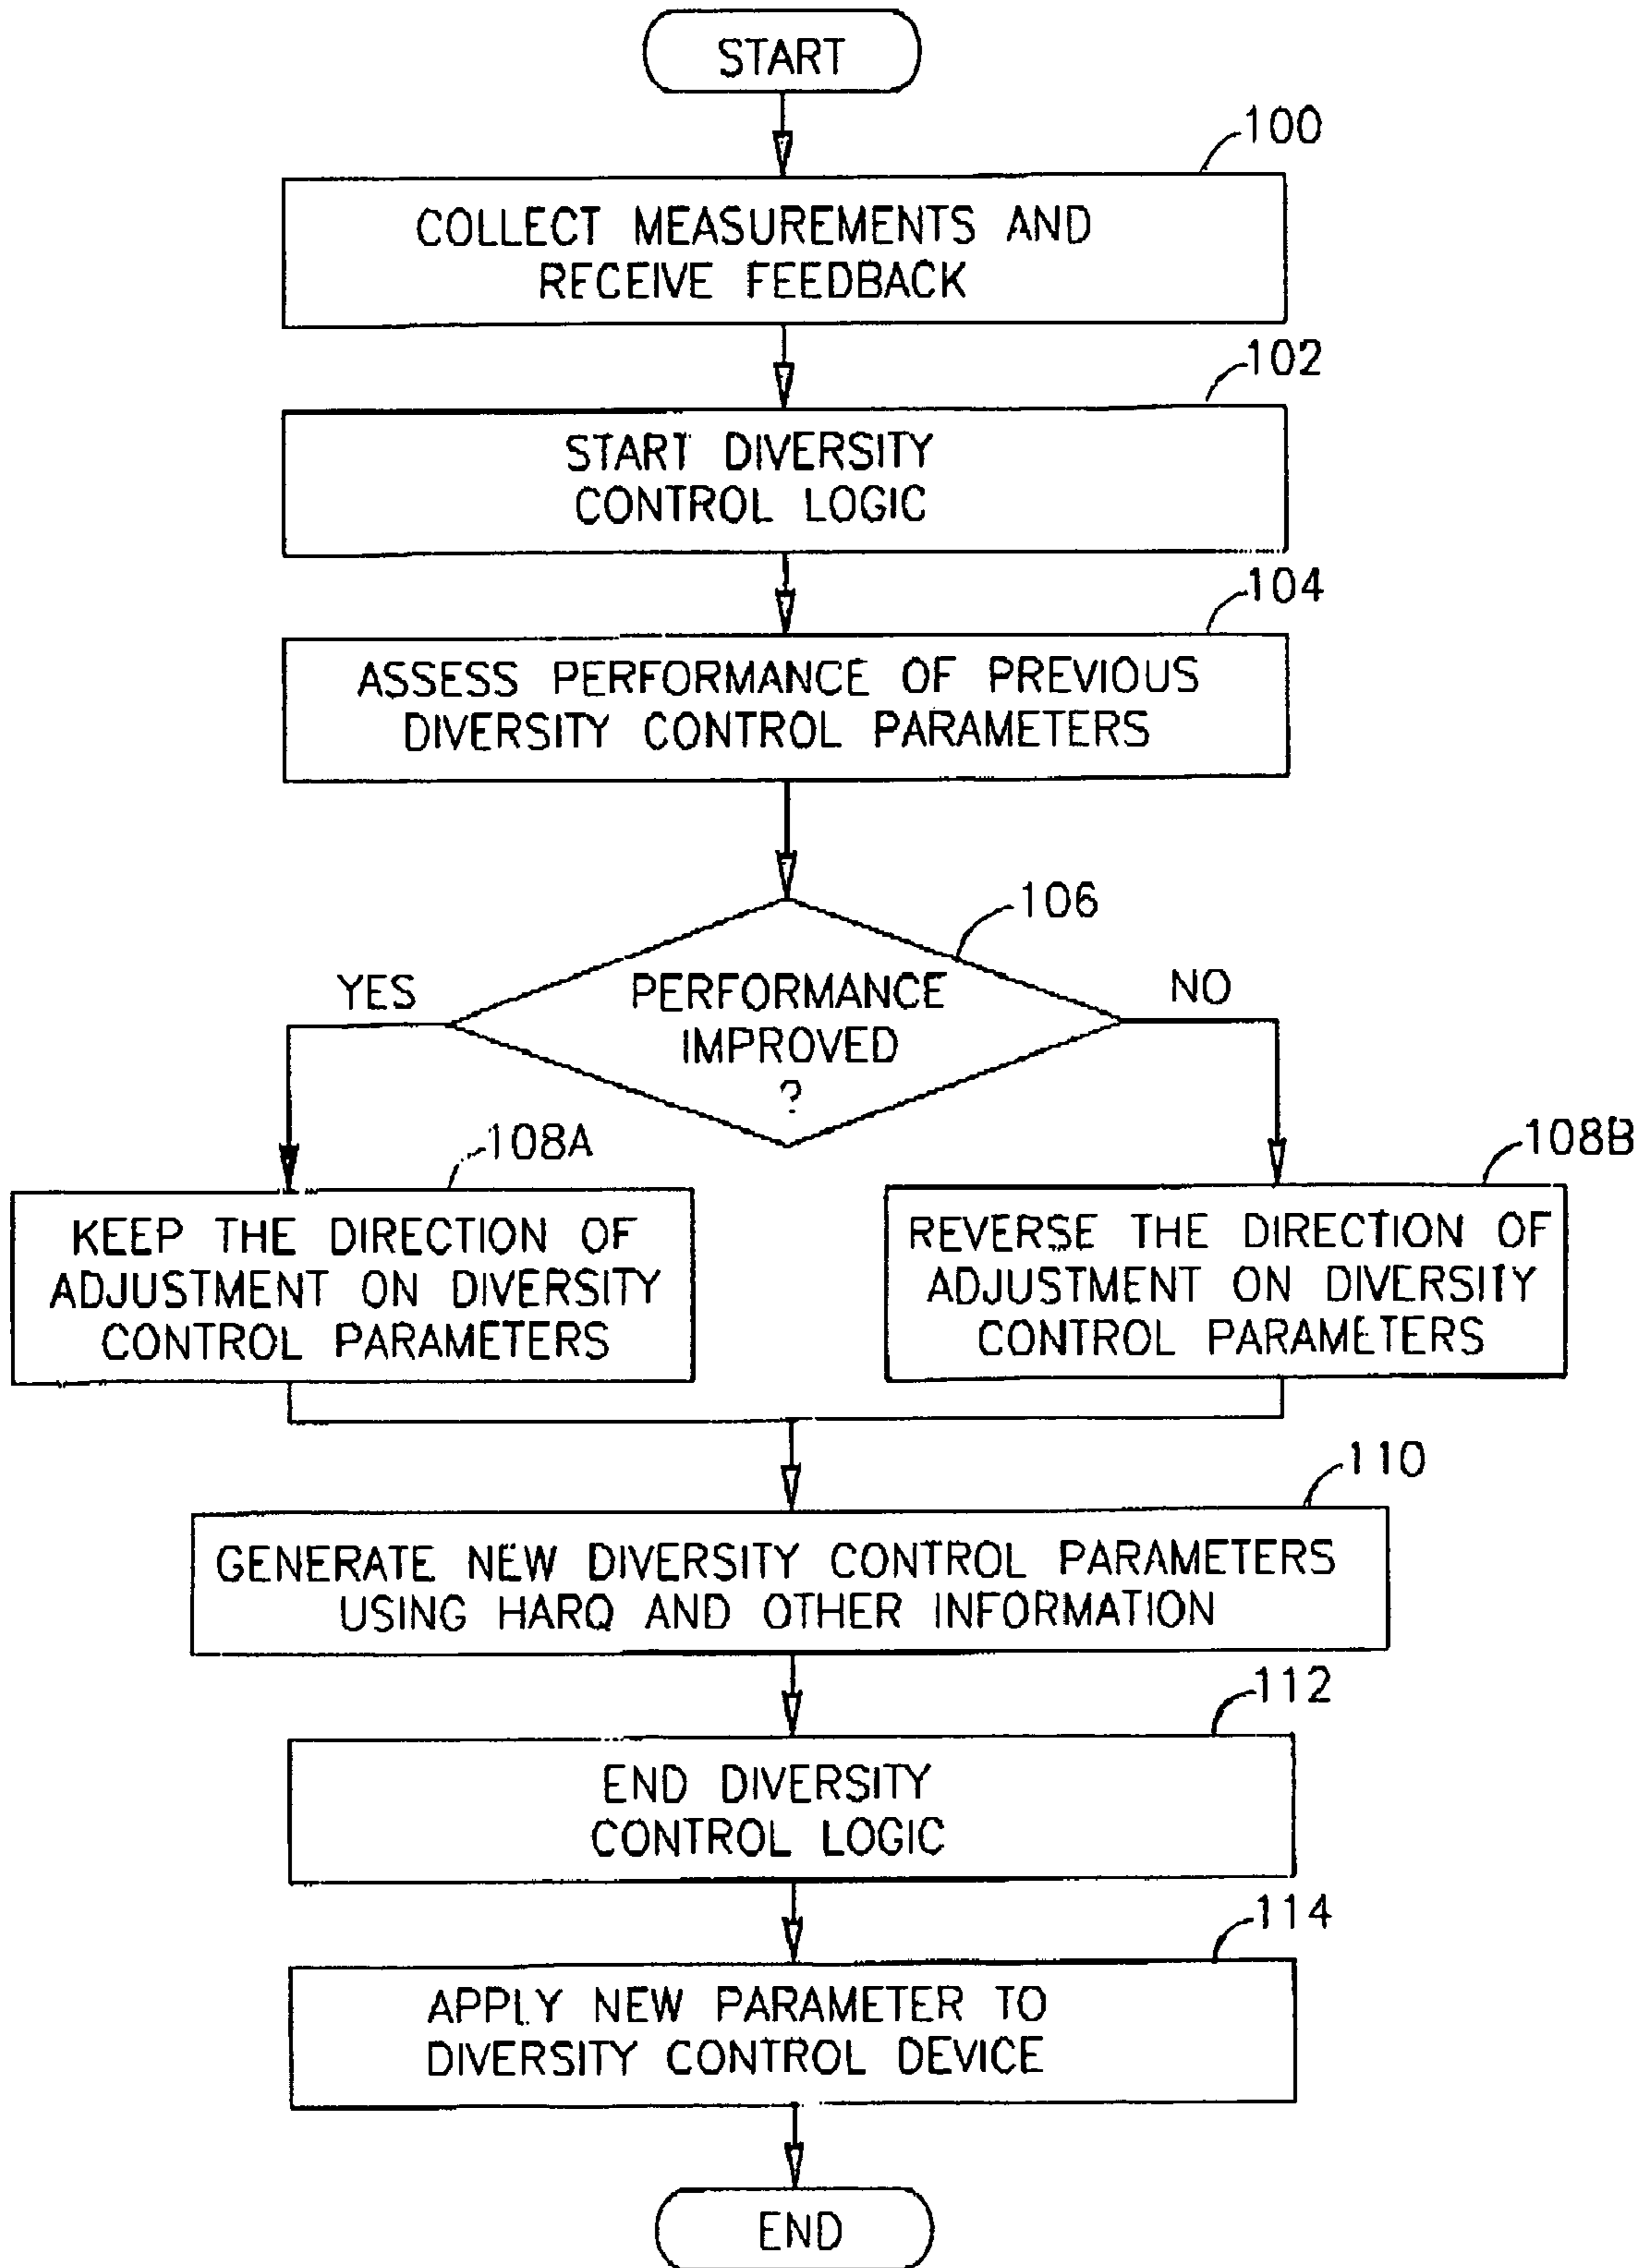 START
100
COLLECT MEASUREMENTS AND
RECEIVE FEEDBACK
102
START DIVERSITY
CONTROL LOGIC
104
ASSESS PERFORMANCE OF PREVIOUS
DIVERSITY CONTROL PARAMETERS
106
YES
PERFORMANCE
IMPROVED
?
NO
108A
KEEP THE DIRECTION OF
ADJUSTMENT ON DIVERSITY
CONTROL PARAMETERS
108B
REVERSE THE DIRECTION OF
ADJUSTMENT ON DIVERSITY
CONTROL PARAMETERS
110
GENERATE NEW DIVERSITY CONTROL PARAMETERS
USING HARQ AND OTHER INFORMATION
112
END DIVERSITY
CONTROL LOGIC
114
APPLY NEW PARAMETER TO
DIVERSITY CONTROL DEVICE
END